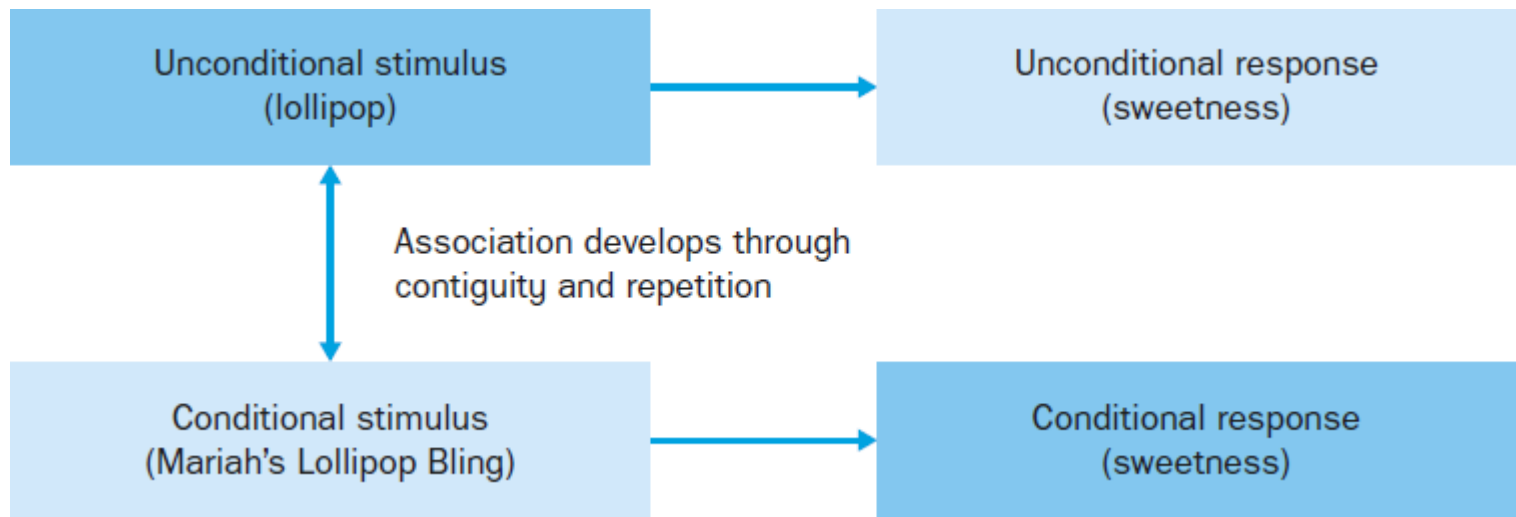 Unconditional stimulus
(lollipop)
Unconditional response
(sweetness)
Association develops through
contiguity and repetition
Conditional stimulus
(Mariah's Lollipop Bling)
Conditional response
(sweetness)